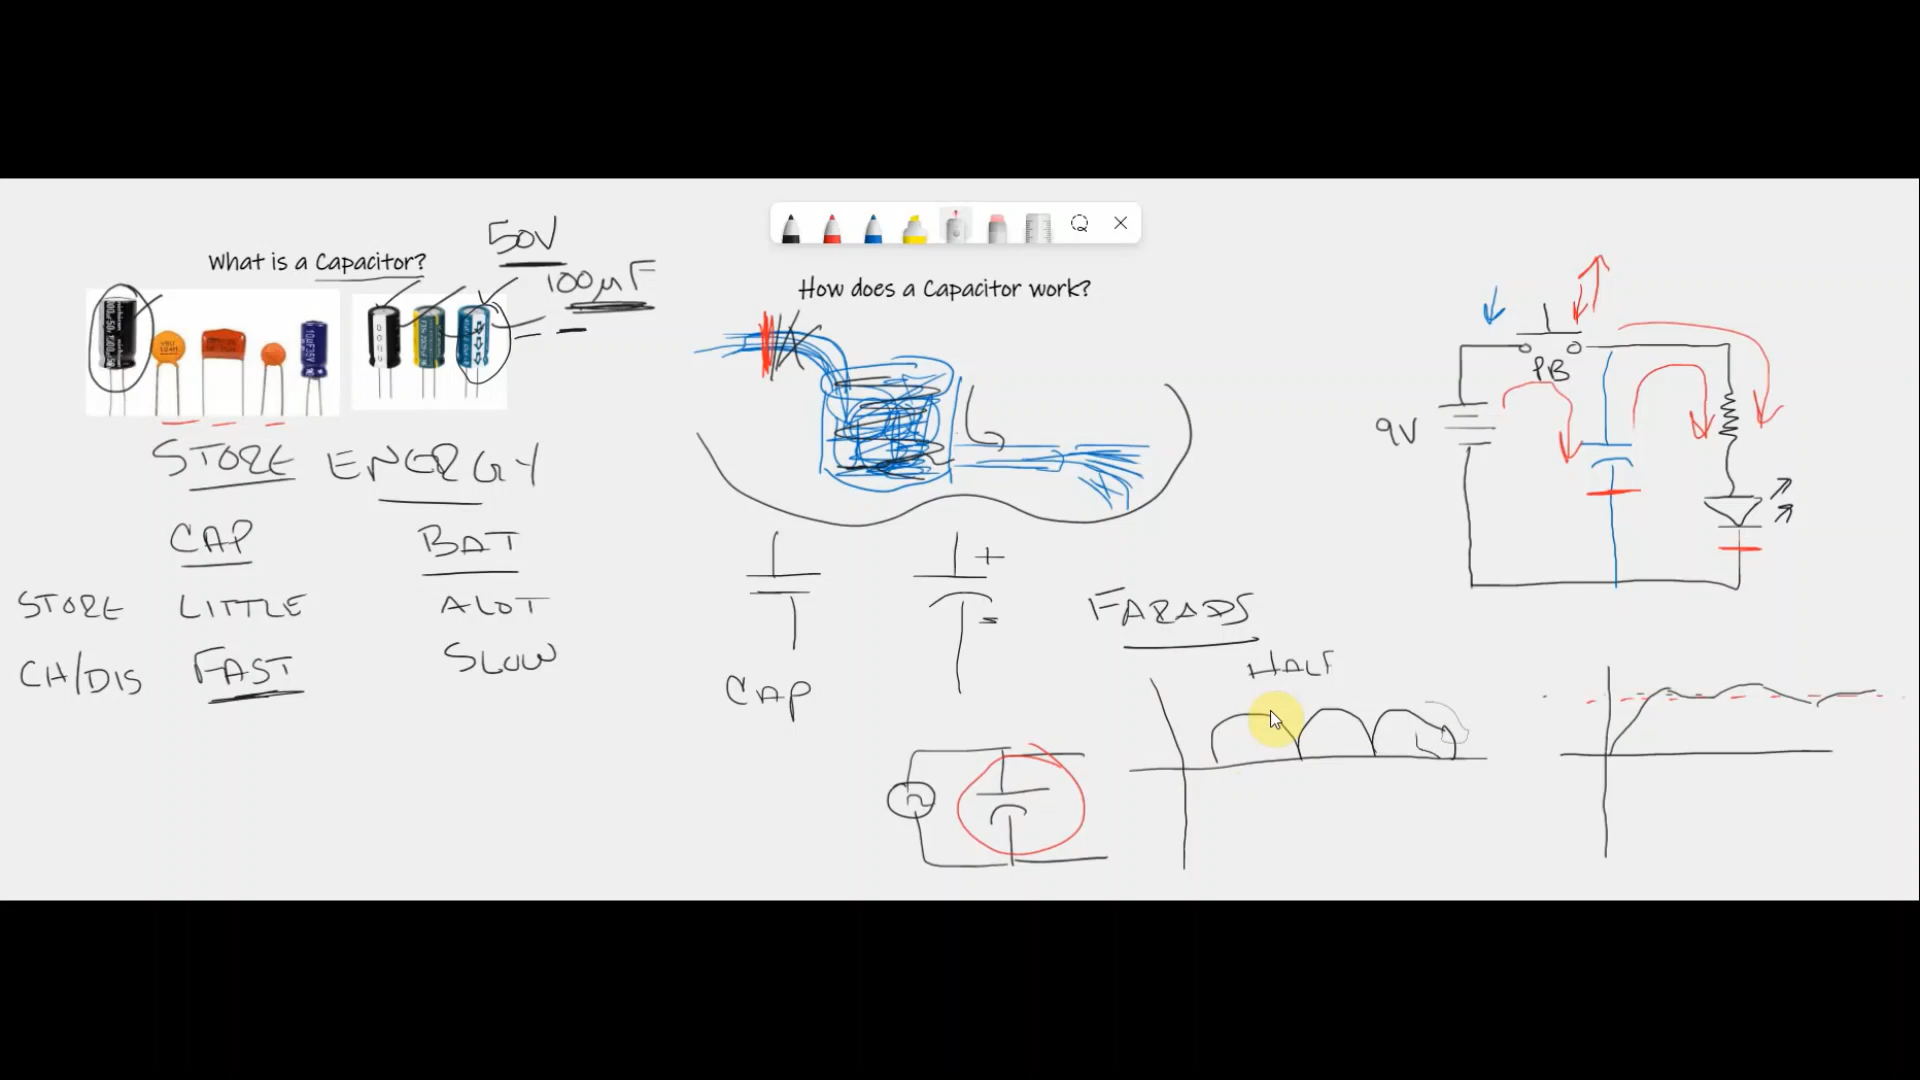 50V
What is a Capacitor?
100µF
How does a Capacitor work?
PB
9V
STORE ENERGY
CAP BAT
STORE LITTLE ALOT
CH/DIS FAST SLOW
+
FARADS
HALF
CAP